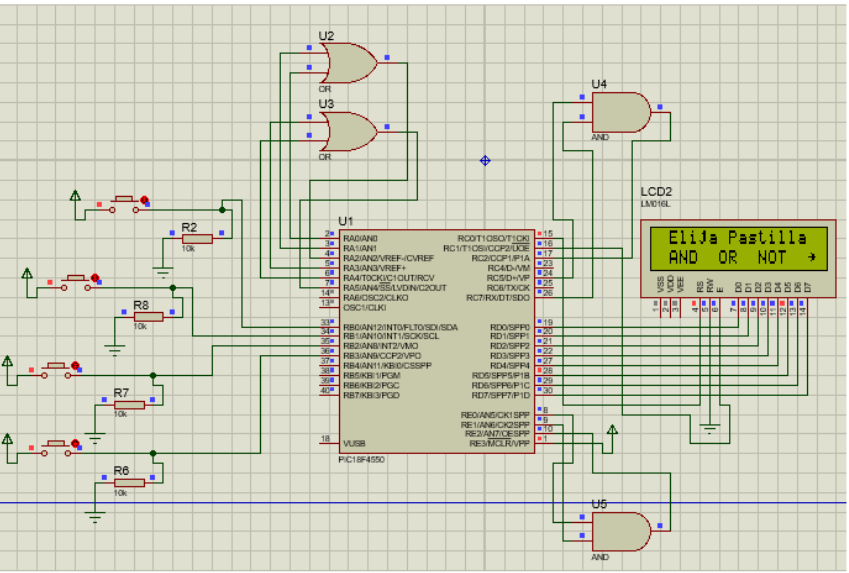 U2
OR
U3
OR
U4
AND
LCD2
LM016L
Elija Pastilla
AND OR NOT →
VSS
VDD
VEE
RS
RW
E
D0
D1
D2
D3
D4
D5
D6
D7
1
2
3
4
5
6
7
8
9
10
11
12
13
14
R2
10k
R8
10k
R7
10k
R6
10k
U1
2 RA0/AN0
3 RA1/AN1
4 RA2/AN2/VREF-/CVREF
5 RA3/AN3/VREF+
6 RA4/T0CKI/C1OUT/RCV
7 RA5/AN4/SS/LVDIN/C2OUT
14 RA6/OSC2/CLKO
13 OSC1/CLKI
33 RB0/AN12/INT0/FLT0/SDI/SDA
34 RB1/AN10/INT1/SCK/SCL
35 RB2/AN8/INT2/VMO
36 RB3/AN9/CCP2/VPO
37 RB4/AN11/KBI0/CSSPP
38 RB5/KBI1/PGM
39 RB6/KBI2/PGC
40 RB7/KBI3/PGD
18 VUSB
RC0/T1OSO/T1CKI 15
RC1/T1OSI/CCP2/UOE 16
RC2/CCP1/P1A 17
RC4/D-/VM 23
RC5/D+/VP 24
RC6/TX/CK 25
RC7/RX/DT/SDO 26
RD0/SPP0 19
RD1/SPP1 20
RD2/SPP2 21
RD3/SPP3 22
RD4/SPP4 27
RD5/SPP5/P1B 28
RD6/SPP6/P1C 29
RD7/SPP7/P1D 30
RE0/AN5/CK1SPP 8
RE1/AN6/CK2SPP 9
RE2/AN7/OESPP 10
RE3/MCLR/VPP 1
PIC18F4550
U5
AND